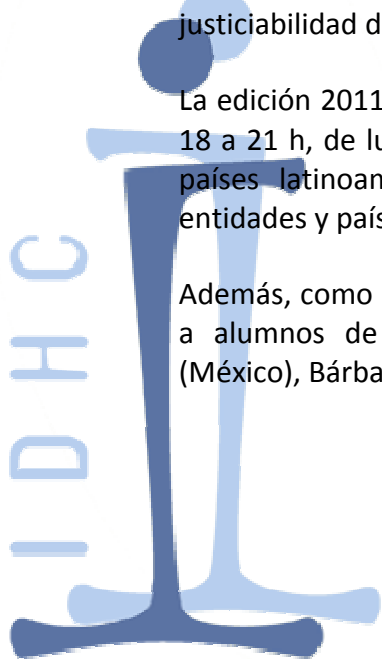 justiciabilidad d
La edición 2011
18 a 21 h, de lu
países latinoam
entidades y país
Además, como
a alumnos de
(México), Bárba
IDHC